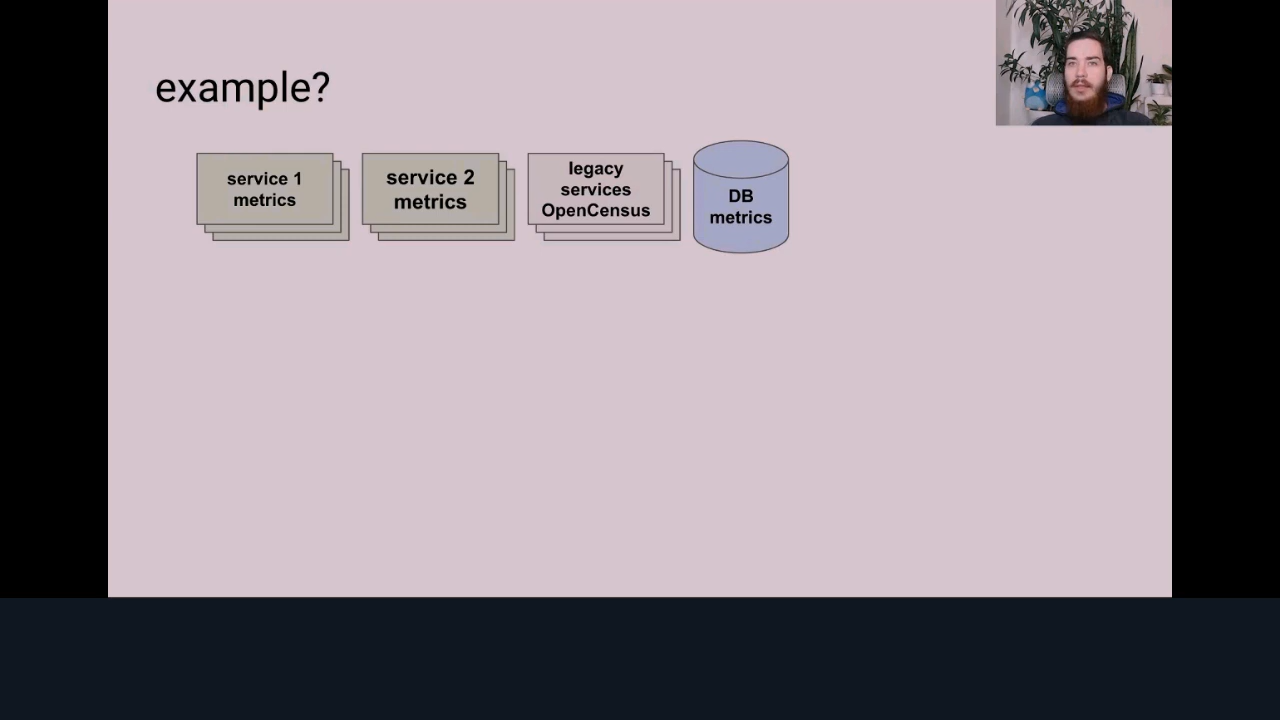 example?
service 1
metrics
service 2
metrics
legacy
services
OpenCensus
DB
metrics